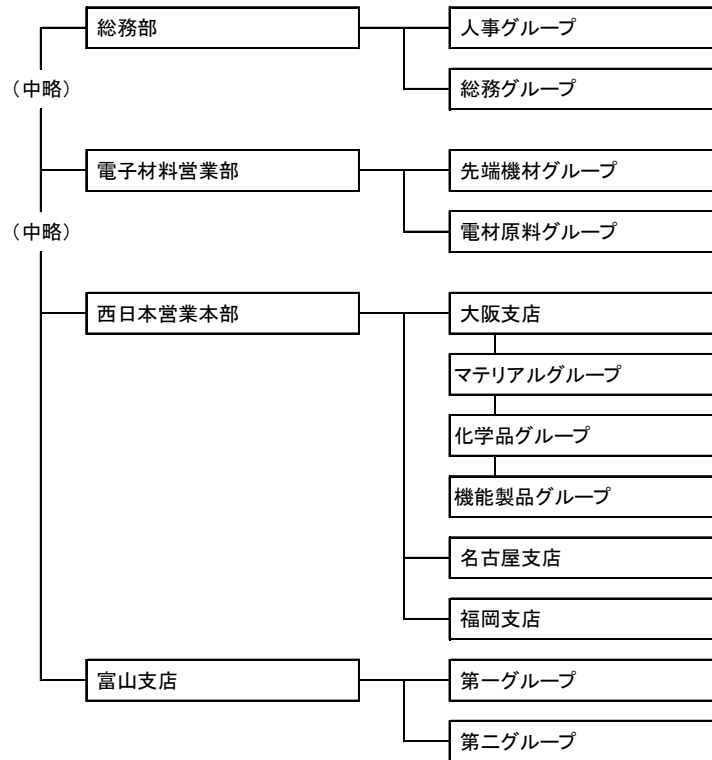 総務部
人事グループ
（中略）
総務グループ
電子材料営業部
先端機材グループ
（中略）
電材原料グループ
西日本営業本部
大阪支店
マテリアルグループ
化学品グループ
機能製品グループ
名古屋支店
福岡支店
富山支店
第一グループ
第二グループ